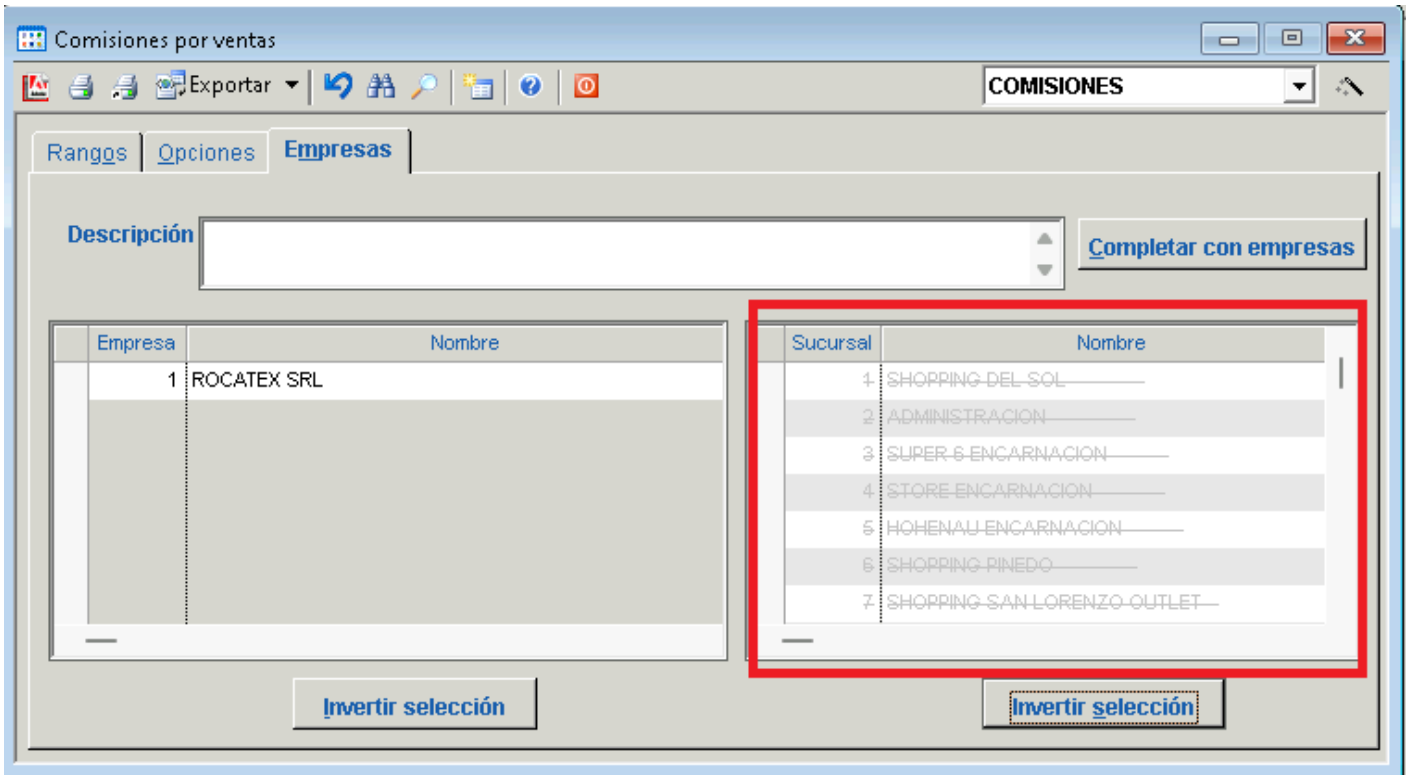 Comisiones por ventas
Exportar COMISIONES
Rangos Opciones Empresas
Descripción Completar con empresas
Empresa Nombre Sucursal Nombre
1 ROCATEX SRL 1 SHOPPING DEL SOL
2 ADMINISTRACION
3 SUPER 6 ENCARNACION
4 STORE ENCARNACION
5 HOHENAU ENCARNACION
6 SHOPPING PINEDO
7 SHOPPING SAN LORENZO OUTLET
Invertir selección Invertir selección